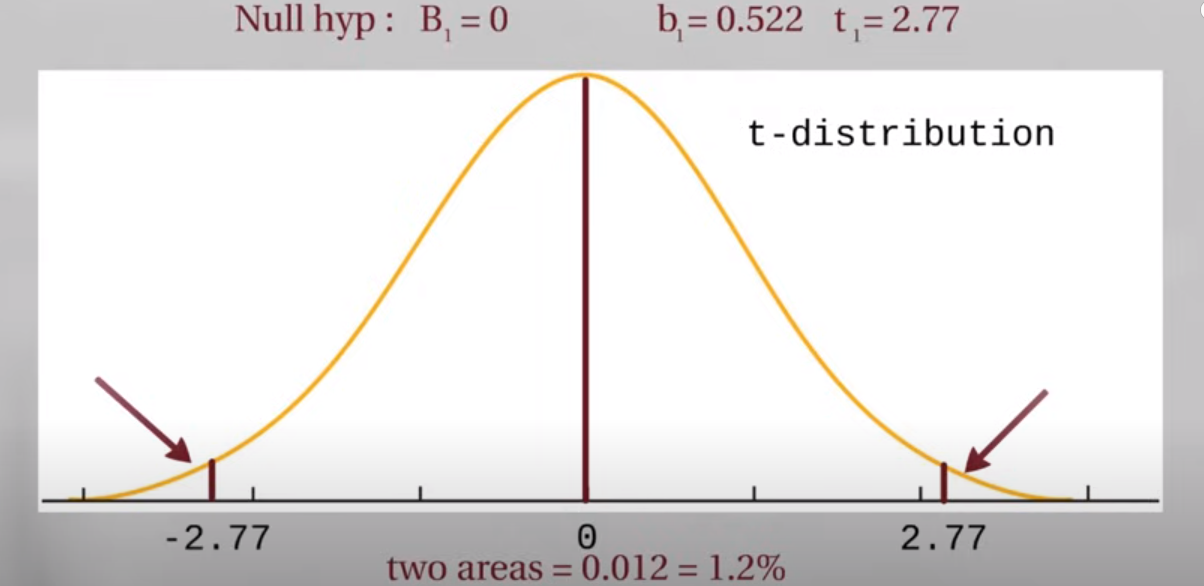 Null hyp : B₁ = 0 b₁= 0.522 t₁= 2.77
t-distribution
-2.77 0 2.77
two areas = 0.012 = 1.2%